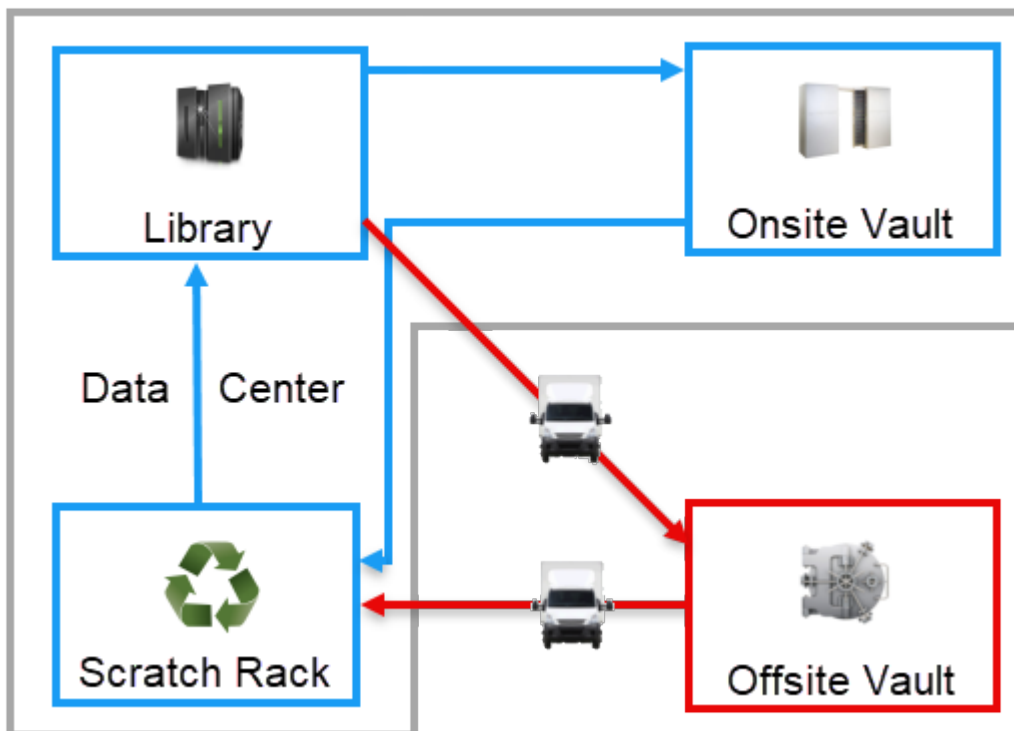 Library
Onsite Vault
Data Center
Scratch Rack
Offsite Vault